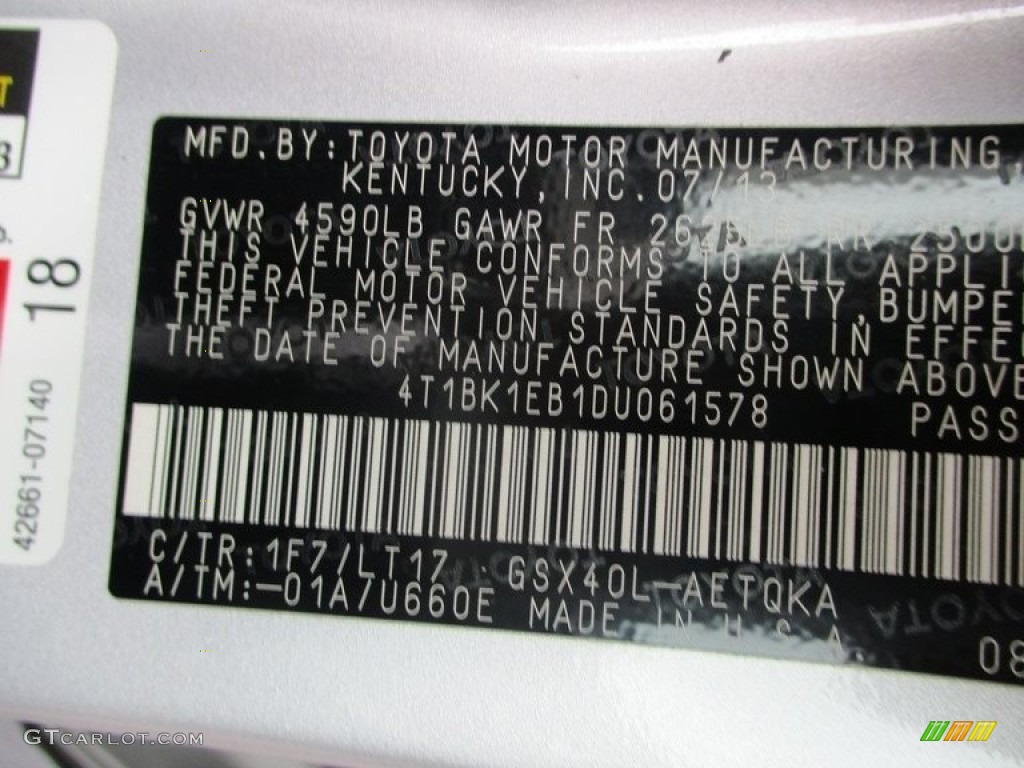 T
3
18
42661-07140
MFD.BY:TOYOTA MOTOR MANUFACTURING,
KENTUCKY,INC.07/13
GVWR 4590LB GAWR FR RR
THIS VEHICLE CONFORMS TO ALL APPLI
FEDERAL MOTOR VEHICLE SAFETY,BUMPE
THEFT PREVENTION STANDARDS IN EFFE
THE DATE OF MANUFACTURE SHOWN ABOVE
4T1BK1EB1DU061578 PASS
C/TR:1F7/LT17 GSX40L-AETQKA
A/TM:-01A/U660E MADE IN U.S.A.
08
GTCARLOT.COM